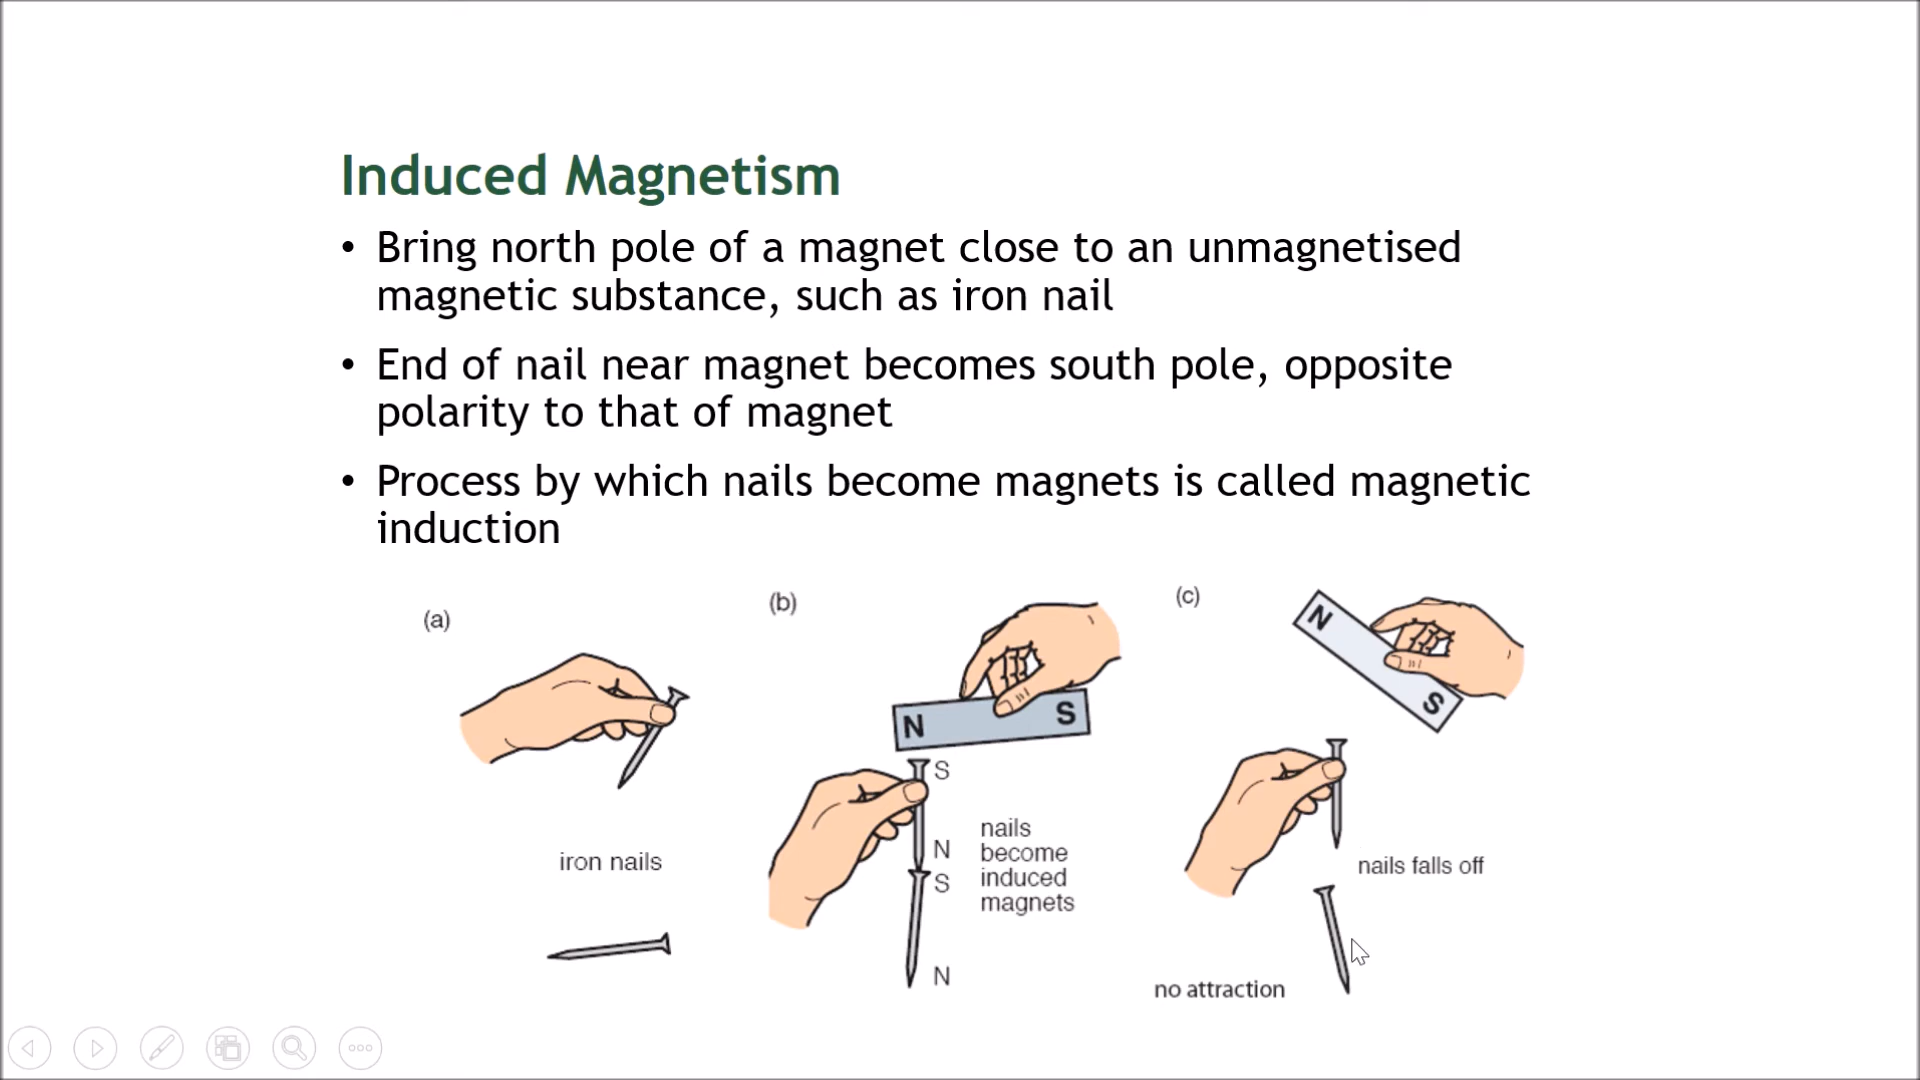 Induced Magnetism
• Bring north pole of a magnet close to an unmagnetised
magnetic substance, such as iron nail
• End of nail near magnet becomes south pole, opposite
polarity to that of magnet
• Process by which nails become magnets is called magnetic
induction
(a)
iron nails
(b)
N S
S
N
S
N
nails
become
induced
magnets
(c)
N
S
nails falls off
no attraction